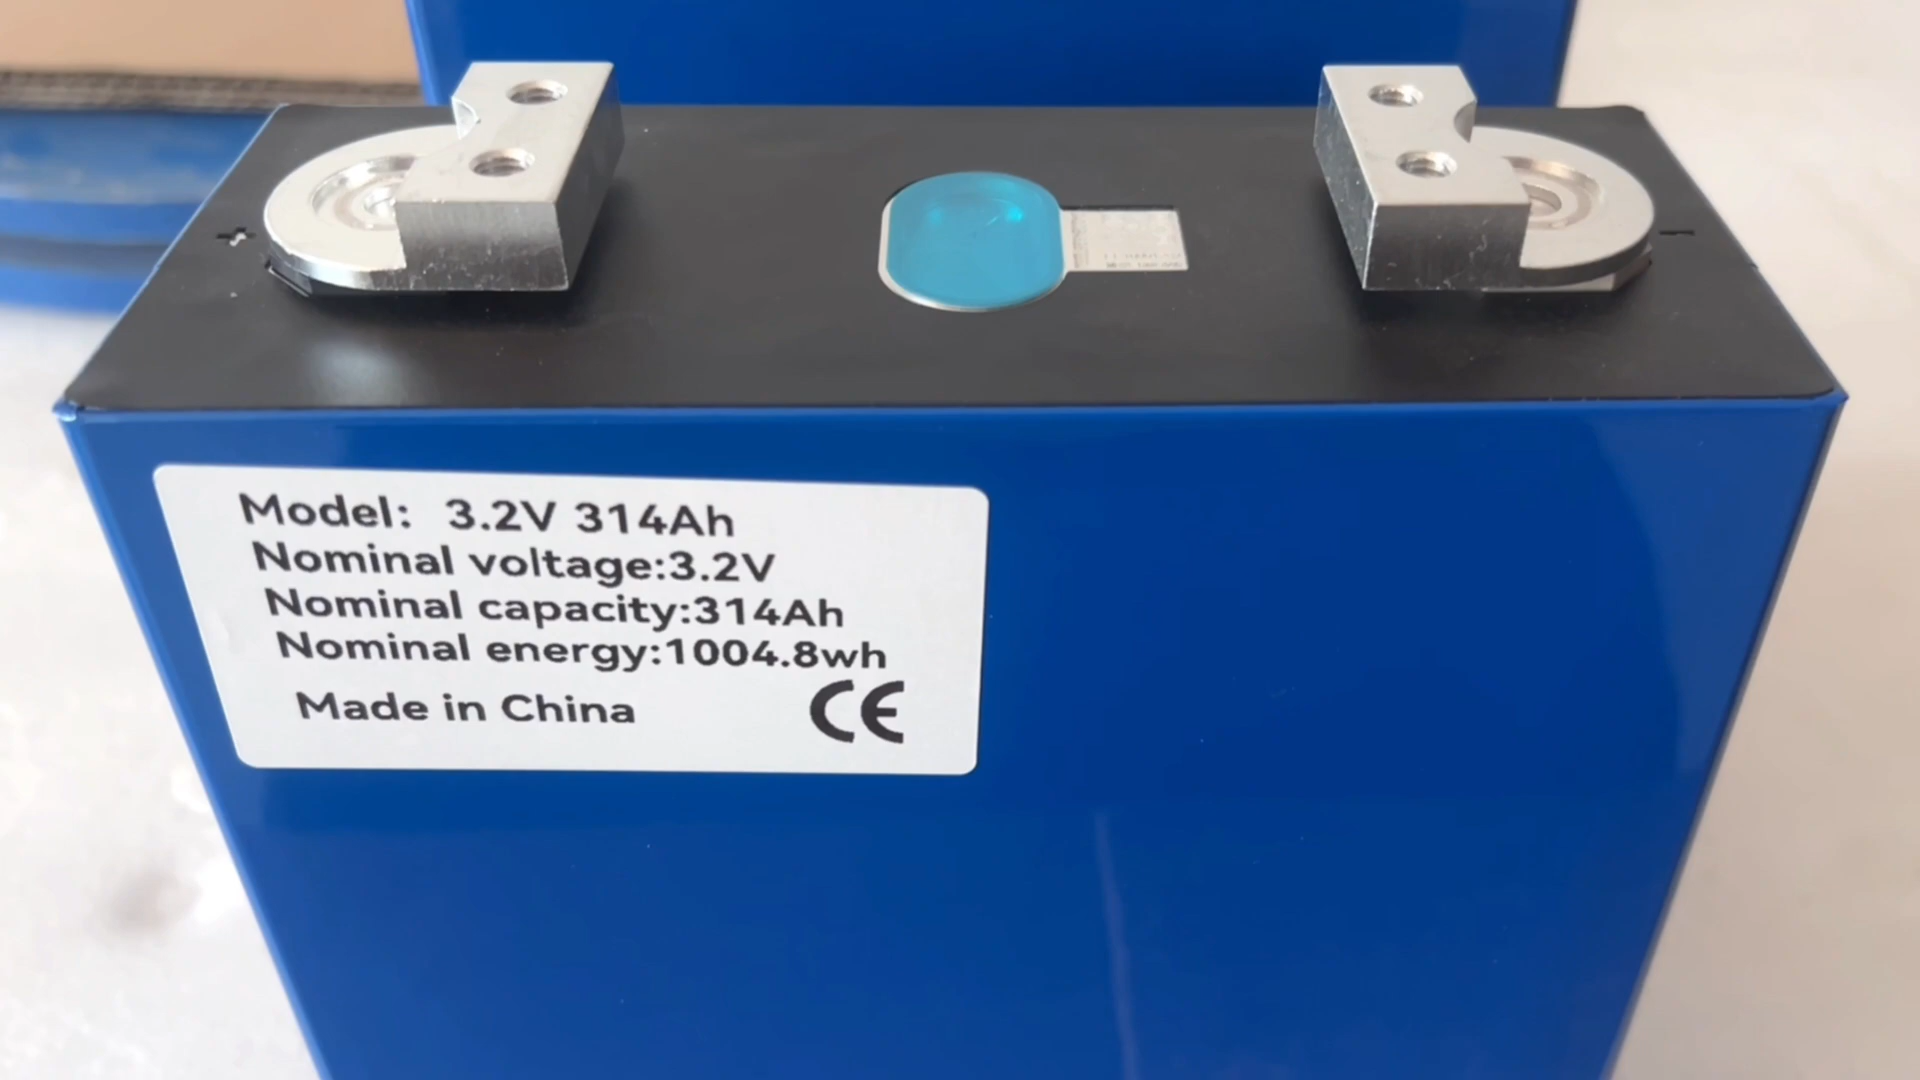 +
-
Model: 3.2V 314Ah
Nominal voltage:3.2V
Nominal capacity:314Ah
Nominal energy:1004.8wh
Made in China
CE